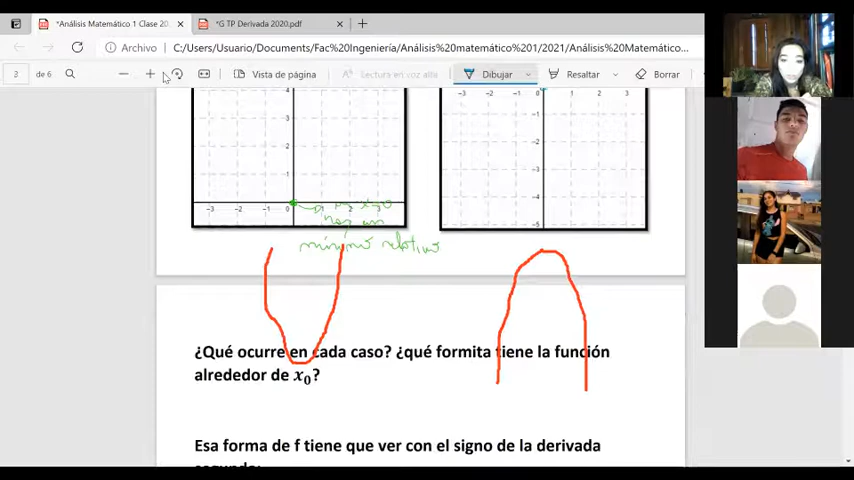 *Análisis Matemático 1 Clase 20
*G TP Derivada 2020.pdf
Archivo
C:/Users/Usuario/Documents/Fac%20Ingeniería/Análisis%20matemático%201/2021/Análisis%20Matemático...
3 de 6
Vista de página
Lectura en voz alta
Dibujar
Resaltar
Borrar
4
3
2
1
-3 -2 -1 0
-3 -2 -1 0 1 2 3
-1
-2
-3
-4
-5
hay un
mínimo relativo
¿Qué ocurre en cada caso? ¿qué formita tiene la función
alrededor de x₀?
Esa forma de f tiene que ver con el signo de la derivada
segunda: